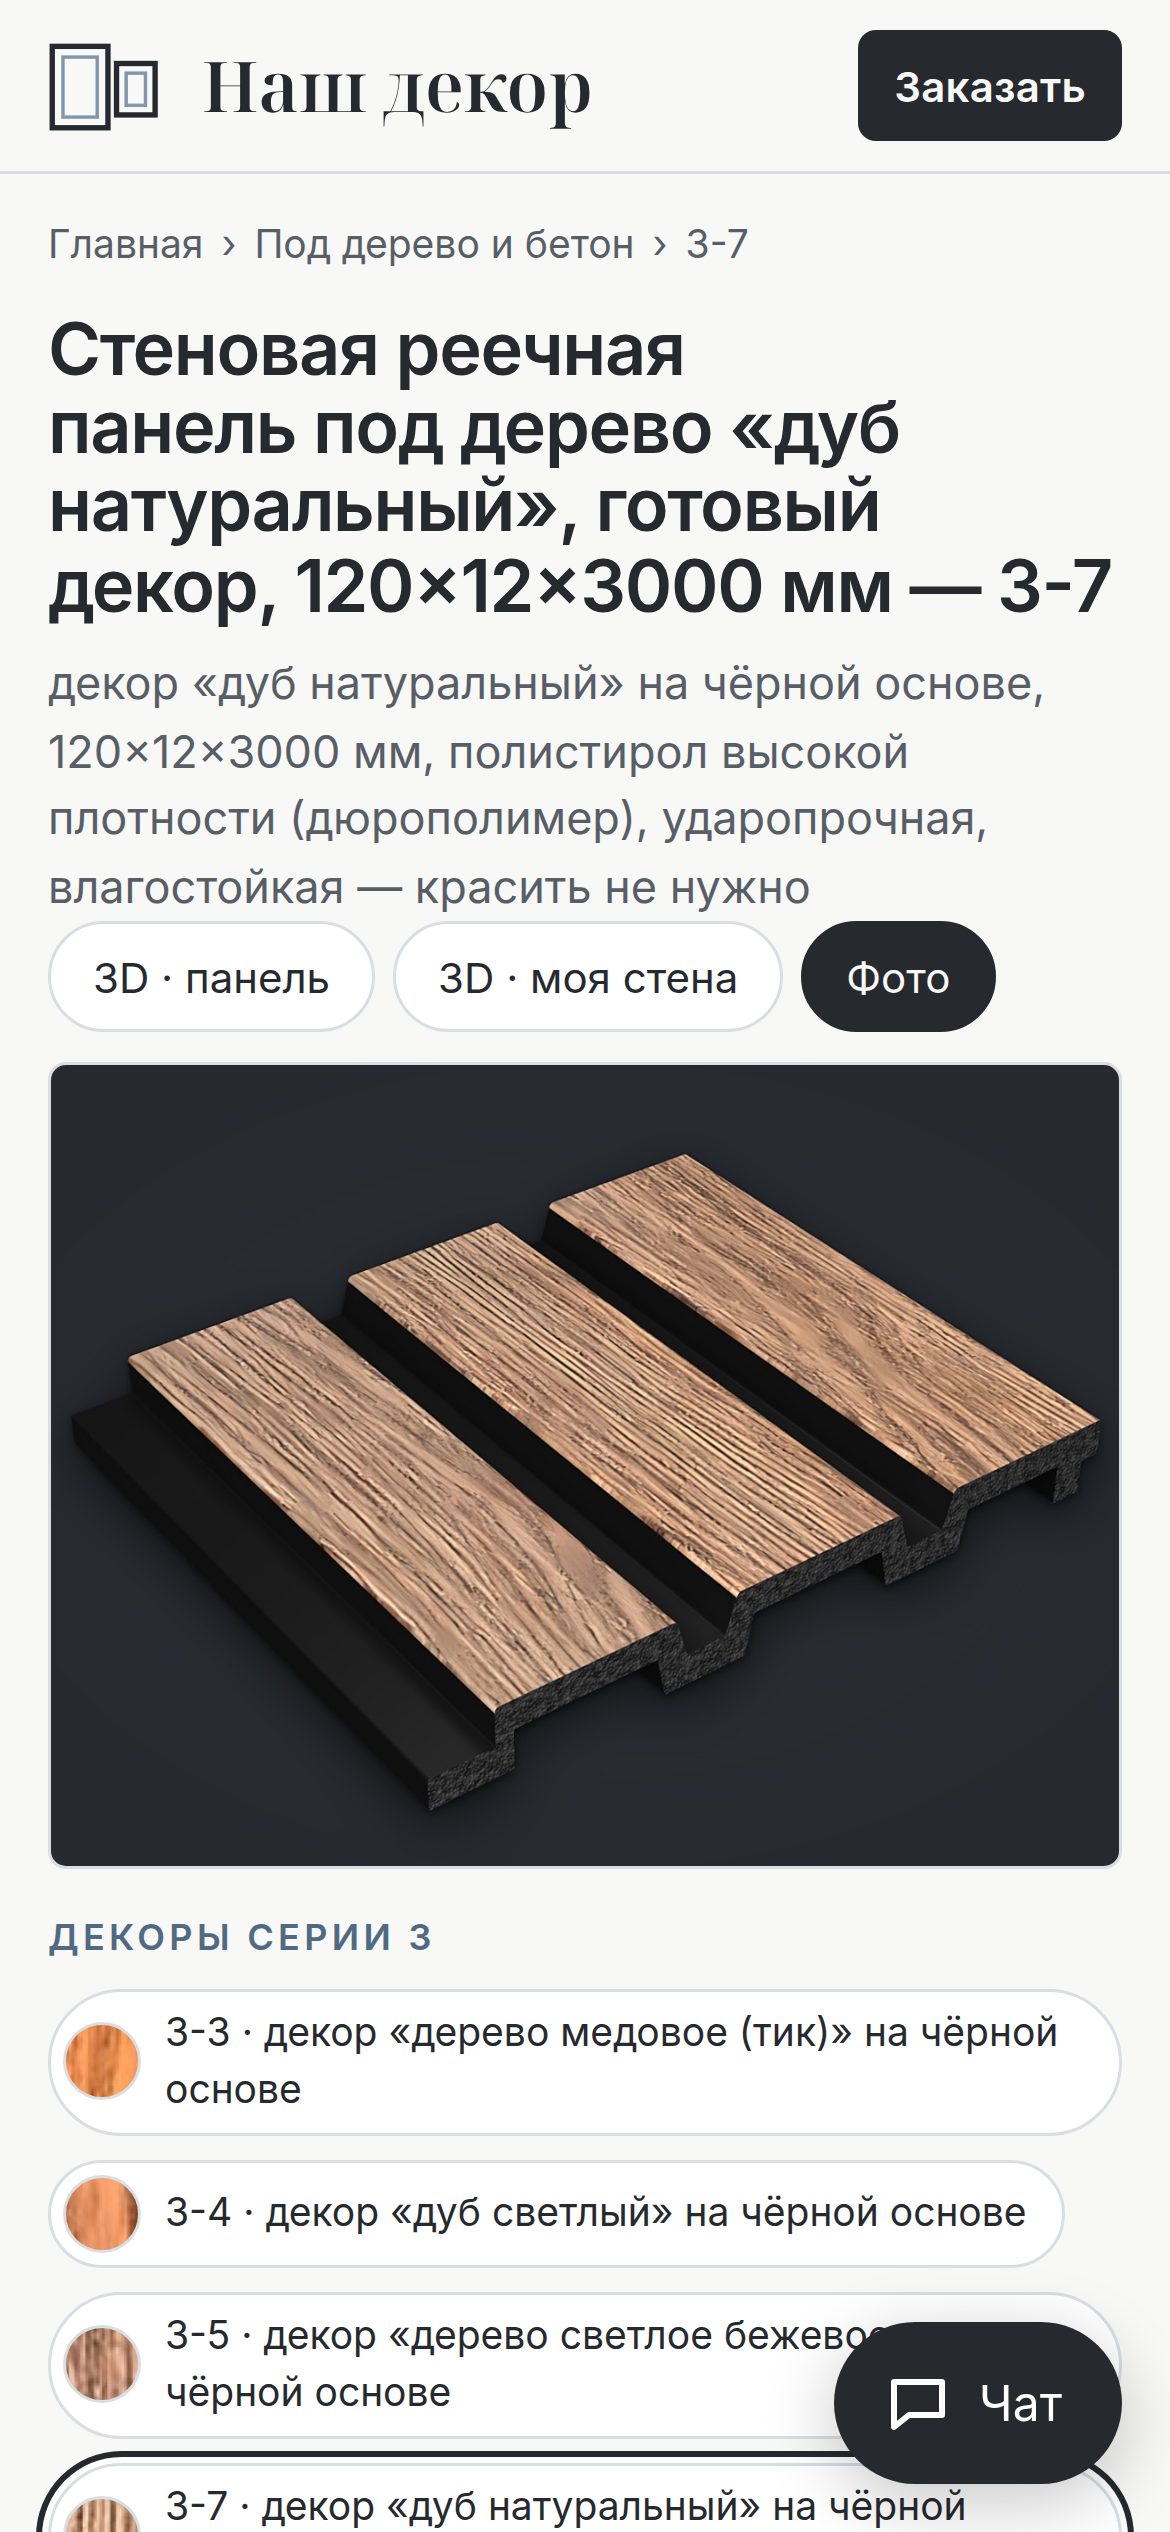 Наш декор
Заказать
Главная › Под дерево и бетон › 3-7
Стеновая реечная
панель под дерево «дуб
натуральный», готовый
декор, 120×12×3000 мм — 3-7
декор «дуб натуральный» на чёрной основе,
120×12×3000 мм, полистирол высокой
плотности (дюрополимер), ударопрочная,
влагостойкая — красить не нужно
3D · панель
3D · моя стена
Фото
ДЕКОРЫ СЕРИИ 3
3-3 · декор «дерево медовое (тик)» на чёрной
основе
3-4 · декор «дуб светлый» на чёрной основе
3-5 · декор «дерево светлое
чёрной основе
Чат
3-7 · декор «дуб натуральный» на чёрной